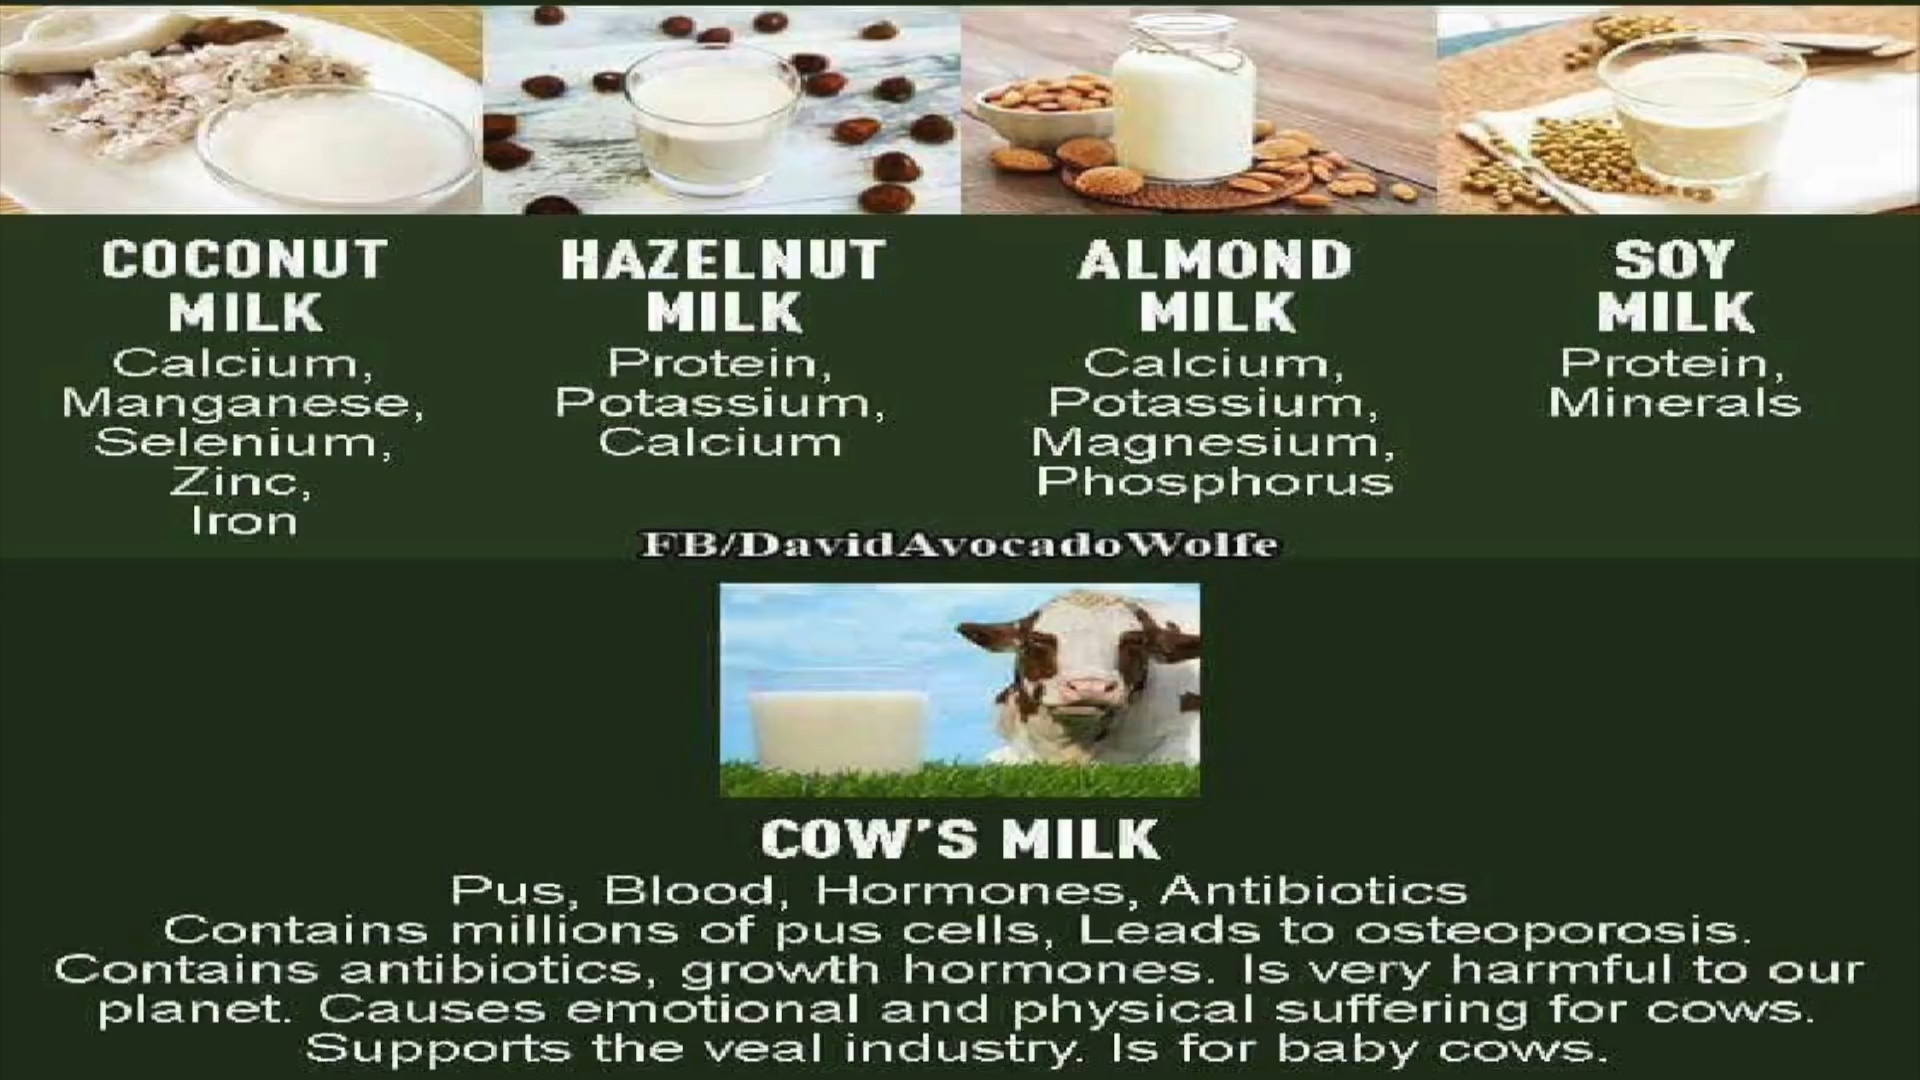 COCONUT
MILK
Calcium,
Manganese,
Selenium,
Zinc,
Iron
HAZELNUT
MILK
Protein,
Potassium,
Calcium
ALMOND
MILK
Calcium,
Potassium,
Magnesium,
Phosphorus
SOY
MILK
Protein,
Minerals
FB/DavidAvocadoWolfe
COW'S MILK
Pus, Blood, Hormones, Antibiotics
Contains millions of pus cells, Leads to osteoporosis.
Contains antibiotics, growth hormones. Is very harmful to our
planet. Causes emotional and physical suffering for cows.
Supports the veal industry. Is for baby cows.